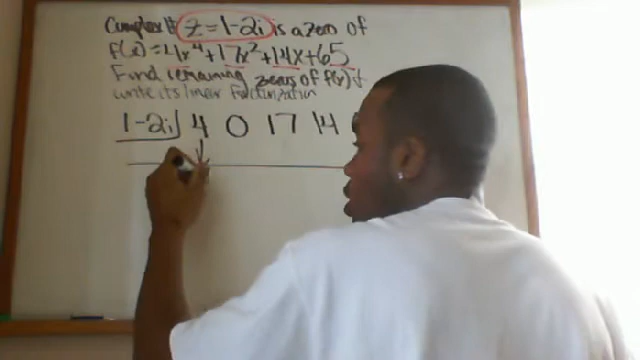 Complex # z = 1-2i is a zero of
f(x) = 4x⁴+17x²+14x+65
Find remaining zeros of f(x) &
write its linear factorization
1-2i 4 0 17 14